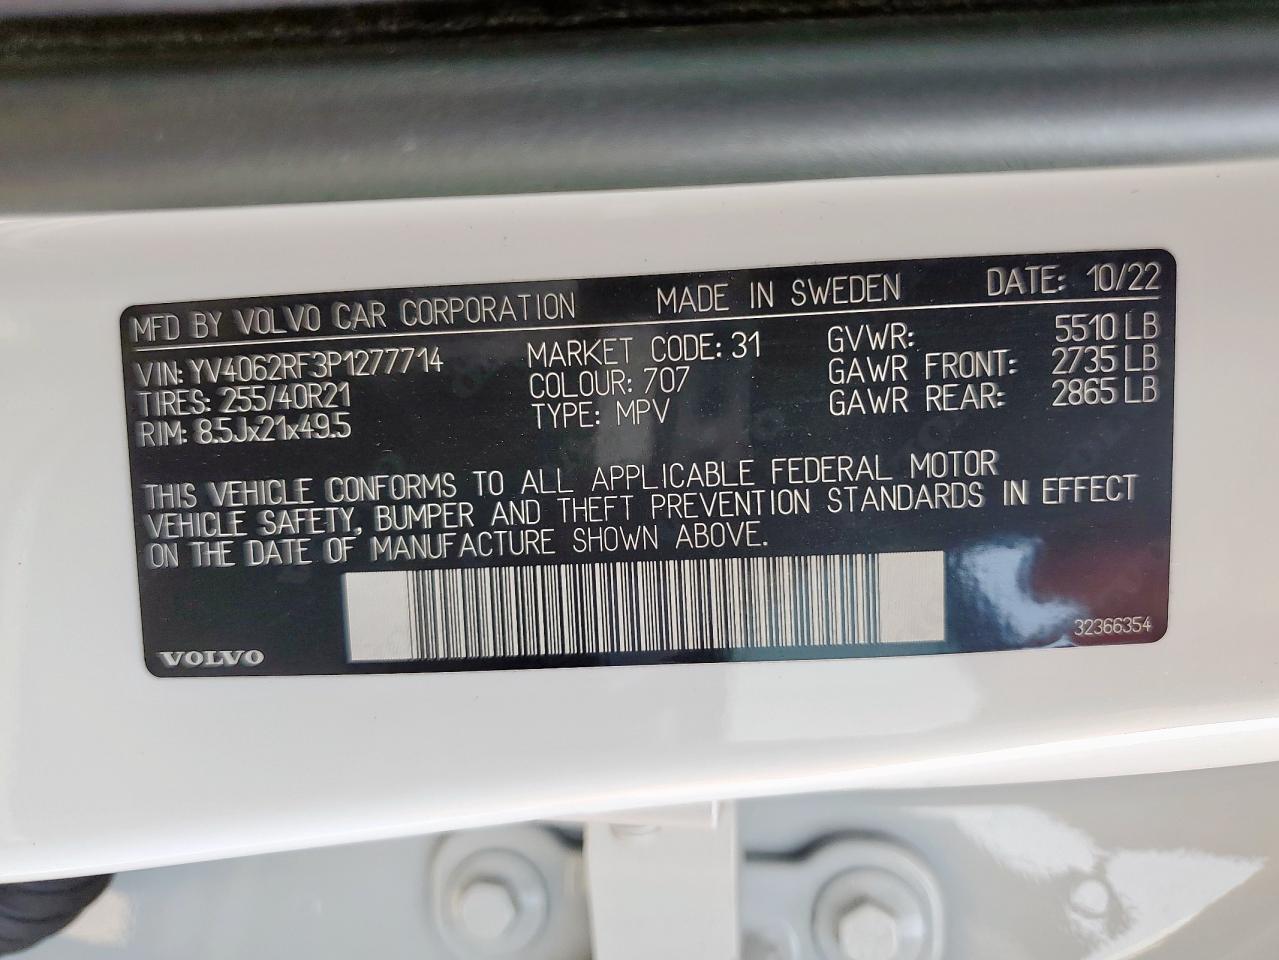 MFD BY VOLVO CAR CORPORATION MADE IN SWEDEN DATE: 10/22
VIN: YV4062RF3P1277714 MARKET CODE: 31 GVWR: 5510 LB
TIRES: 255/40R21 COLOUR: 707 GAWR FRONT: 2735 LB
RIM: 8.5Jx21x49.5 TYPE: MPV GAWR REAR: 2865 LB
THIS VEHICLE CONFORMS TO ALL APPLICABLE FEDERAL MOTOR
VEHICLE SAFETY, BUMPER AND THEFT PREVENTION STANDARDS IN EFFECT
ON THE DATE OF MANUFACTURE SHOWN ABOVE.
VOLVO 32366354